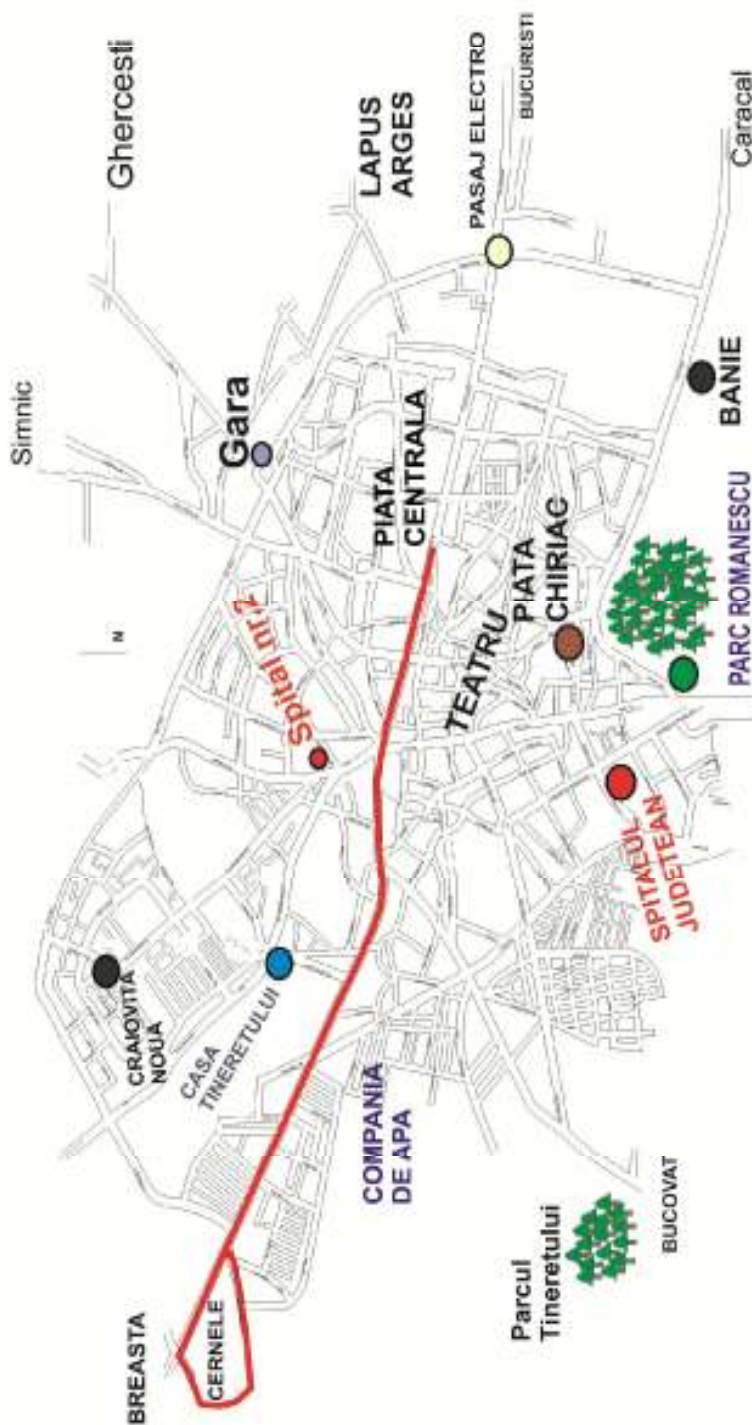 Ghercesti
Simnic
LAPUS
ARGES
Gara
PASAJ ELECTRO
BUCURESTI
Caracal
PIATA
CENTRALA
BANIE
N
Spital nr.2
TEATRU
PIATA
CHIRIAC
PARC ROMANESCU
CRAIOVITA
NOUA
CASA
TINERETULUI
SPITALUL
JUDETEAN
COMPANIA
DE APA
BREASTA
CERNELE
Parcul
Tineretului
BUCOVAT